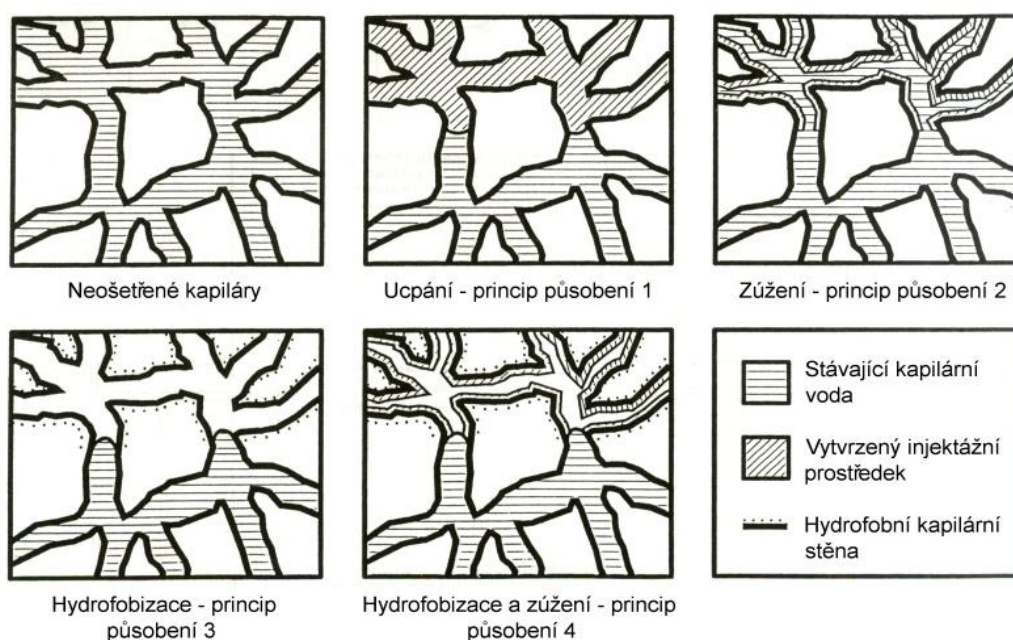 Neošetřené kapiláry
Ucpání - princip působení 1
Zúžení - princip působení 2
Stávající kapilární
voda
Vytvrzený injektážní
prostředek
Hydrofobní kapilární
stěna
Hydrofobizace - princip
působení 3
Hydrofobizace a zúžení - princip
působení 4